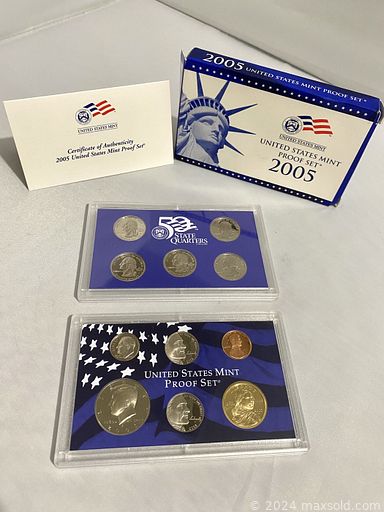 2005 UNITED STATES MINT PROOF SET
UNITED STATES MINT
UNITED STATES MINT
PROOF SET®
2005
UNITED STATES MINT
Certificate of Authenticity
2005 United States Mint Proof Set®
50
STATE
QUARTERS
UNITED STATES MINT
PROOF SET®
© 2024 maxsold.com